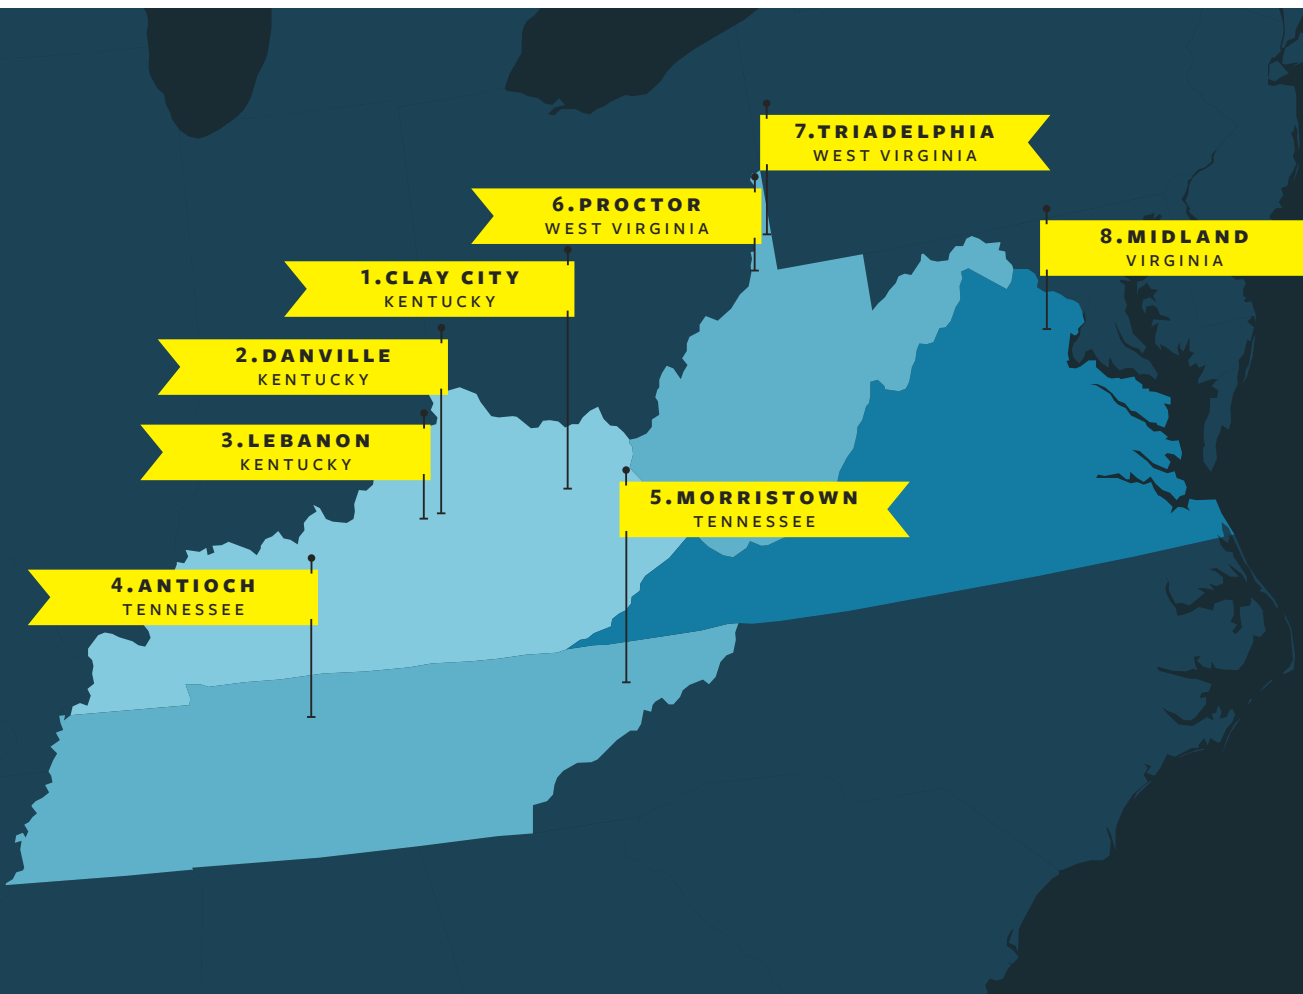 7.TRIADELPHIA
WEST VIRGINIA
6.PROCTOR
WEST VIRGINIA
8.MIDLAND
VIRGINIA
1.CLAY CITY
KENTUCKY
2.DANVILLE
KENTUCKY
3.LEBANON
KENTUCKY
5.MORRISTOWN
TENNESSEE
4.ANTIOCH
TENNESSEE